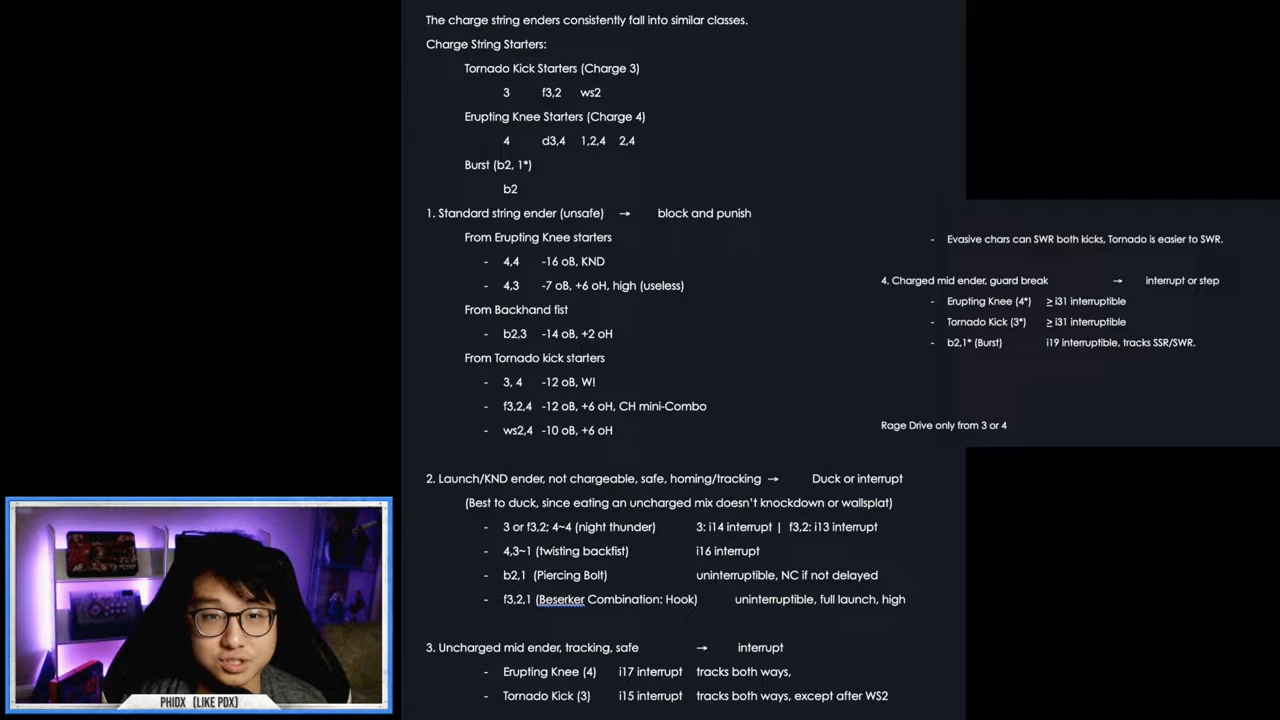 The charge string enders consistently fall into similar classes.
Charge String Starters:
Tornado Kick Starters (Charge 3)
3 f3,2 ws2
Erupting Knee Starters (Charge 4)
4 d3,4 1,2,4 2,4
Burst (b2, 1*)
b2
1. Standard string ender (unsafe) → block and punish
From Erupting Knee starters
- 4,4 -16 oB, KND
- 4,3 -7 oB, +6 oH, high (useless)
From Backhand fist
- b2,3 -14 oB, +2 oH
From Tornado kick starters
- 3, 4 -12 oB, W!
- f3,2,4 -12 oB, +6 oH, CH mini-Combo
- ws2,4 -10 oB, +6 oH
2. Launch/KND ender, not chargeable, safe, homing/tracking → Duck or interrupt
(Best to duck, since eating an uncharged mix doesn't knockdown or wallsplat)
- 3 or f3,2; 4~4 (night thunder) 3: i14 interrupt | f3,2: i13 interrupt
- 4,3~1 (twisting backfist) i16 interrupt
- b2,1 (Piercing Bolt) uninterruptible, NC if not delayed
- f3,2,1 (Beserker Combination: Hook) uninterruptible, full launch, high
3. Uncharged mid ender, tracking, safe → interrupt
- Erupting Knee (4) i17 interrupt tracks both ways,
- Tornado Kick (3) i15 interrupt tracks both ways, except after WS2
- Evasive chars can SWR both kicks, Tornado is easier to SWR.
4. Charged mid ender, guard break → interrupt or step
- Erupting Knee (4*) ≥ i31 interruptible
- Tornado Kick (3*) ≥ i31 interruptible
- b2,1* (Burst) i19 interruptible, tracks SSR/SWR.
Rage Drive only from 3 or 4
PHIDX (LIKE PDX)